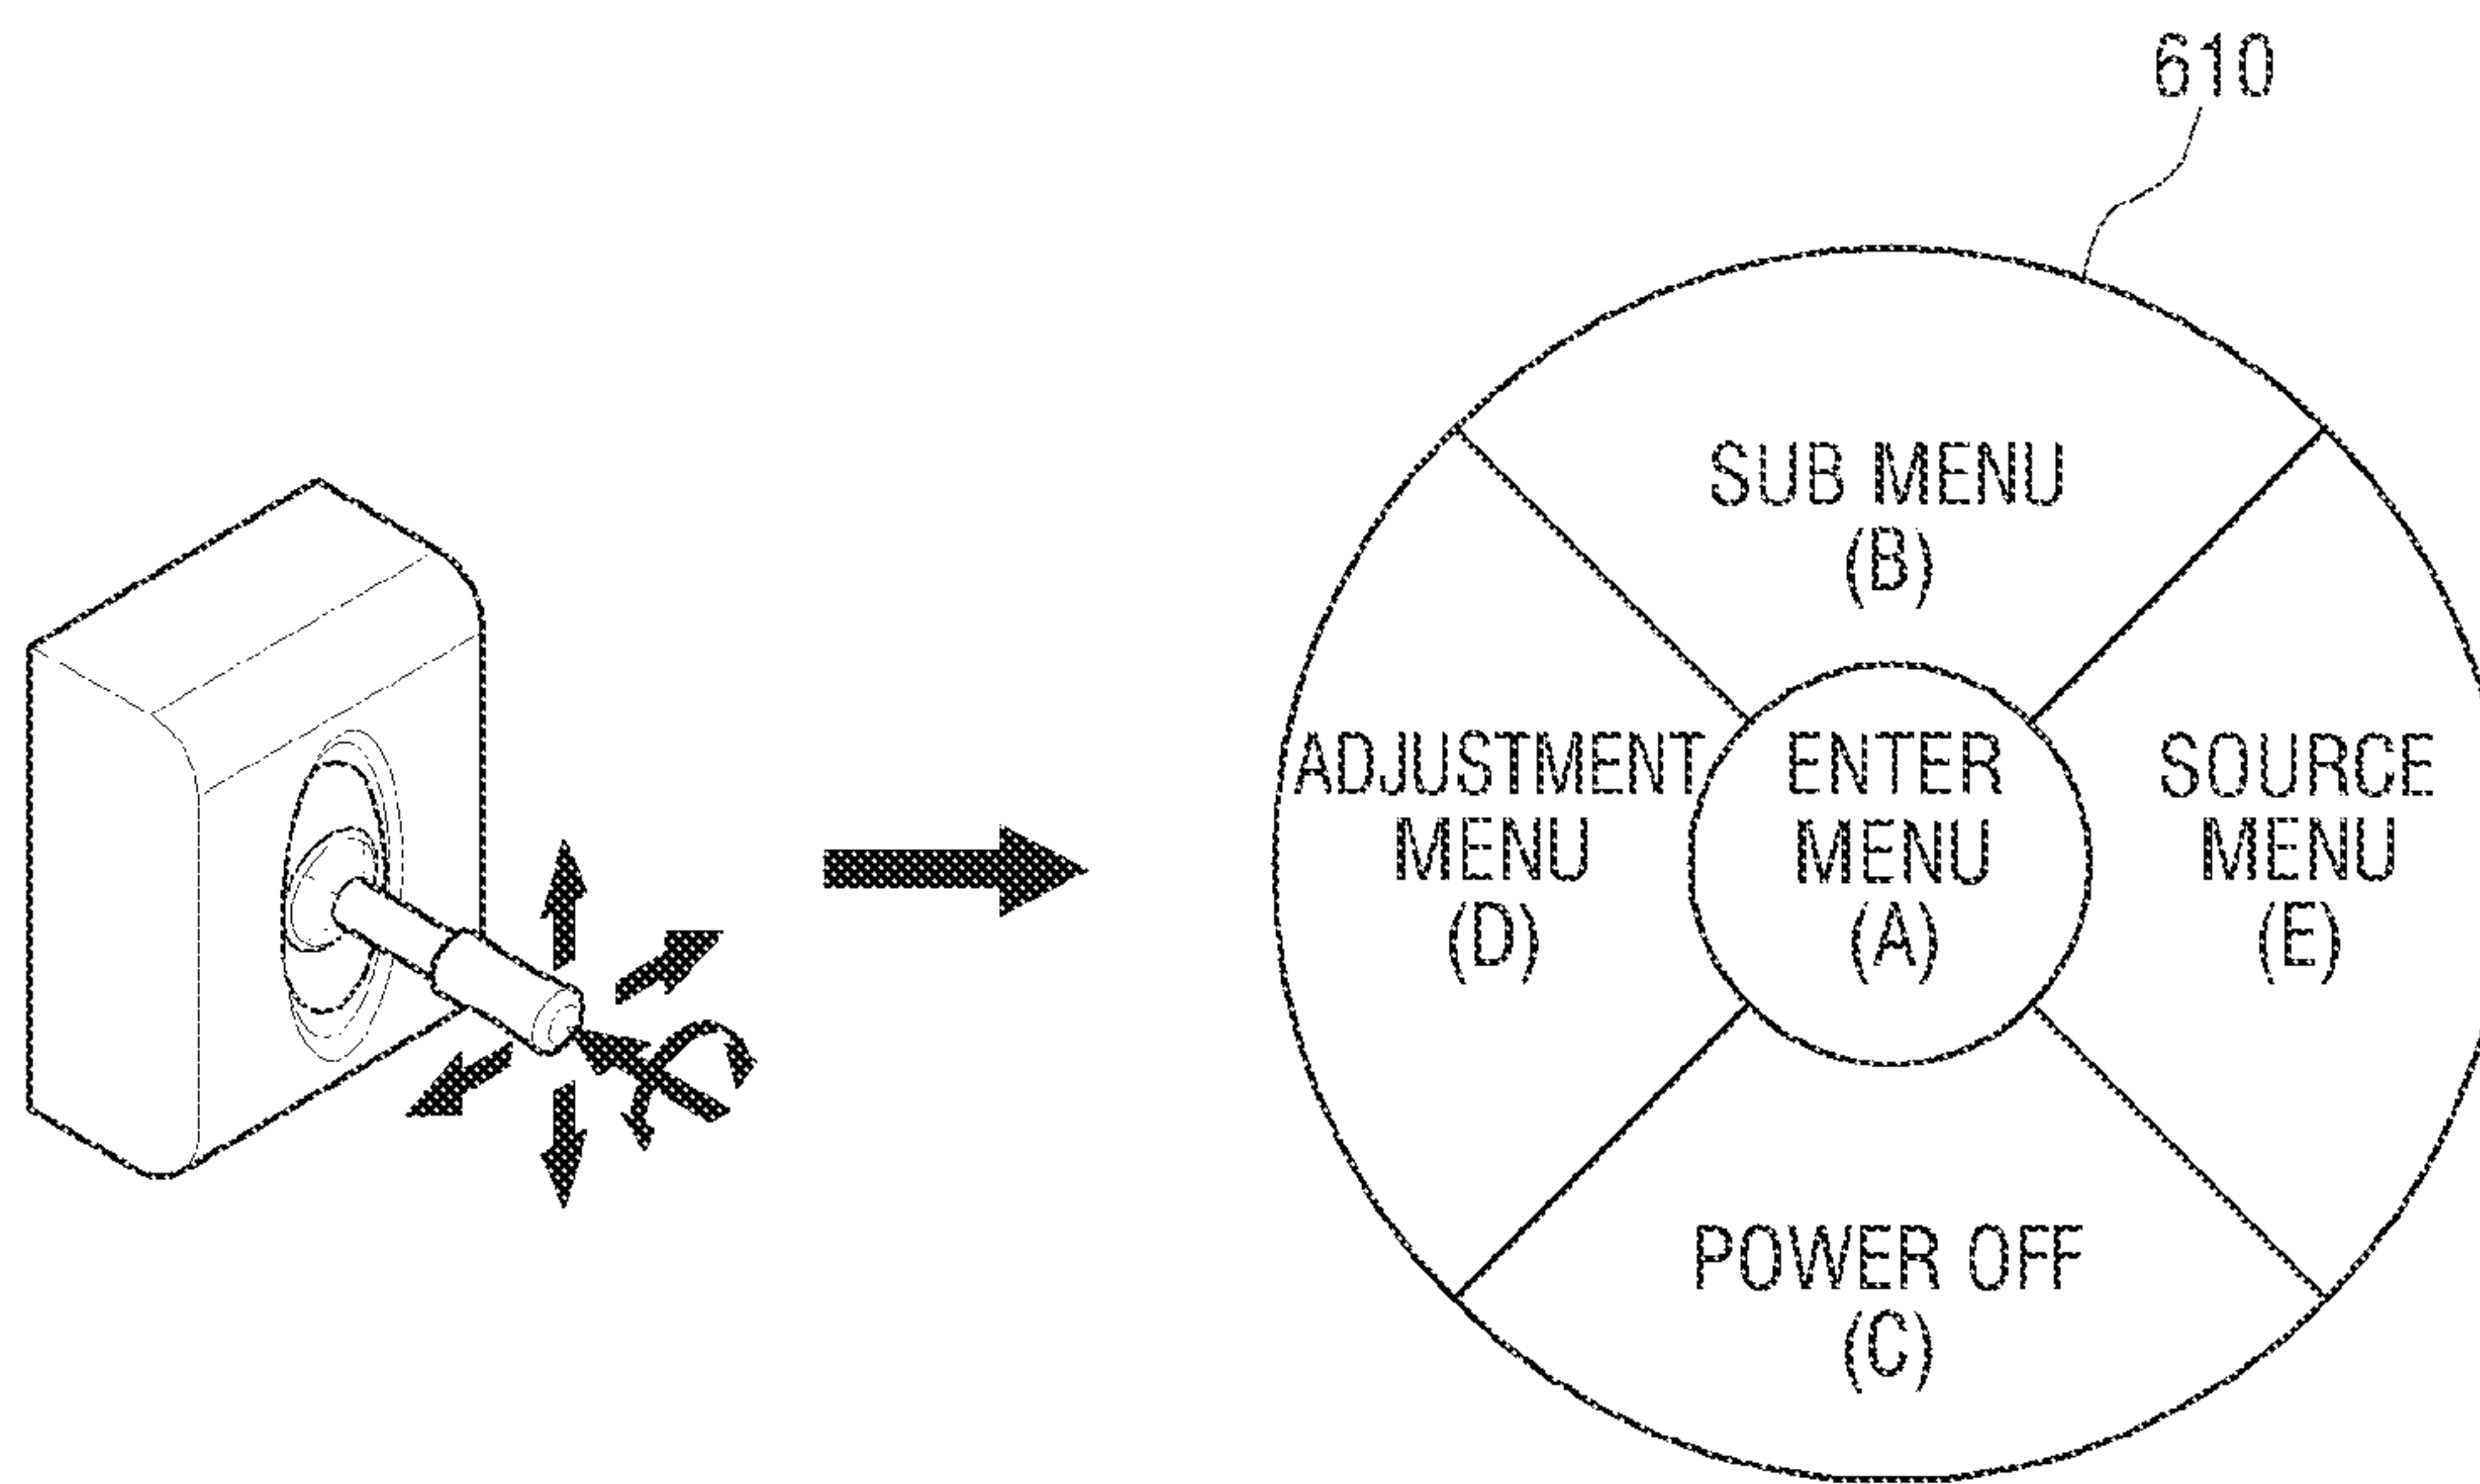 610
SUB MENU
(B)
ADJUSTMENT
MENU
(D)
ENTER
MENU
(A)
SOURCE
MENU
(E)
POWER OFF
(C)